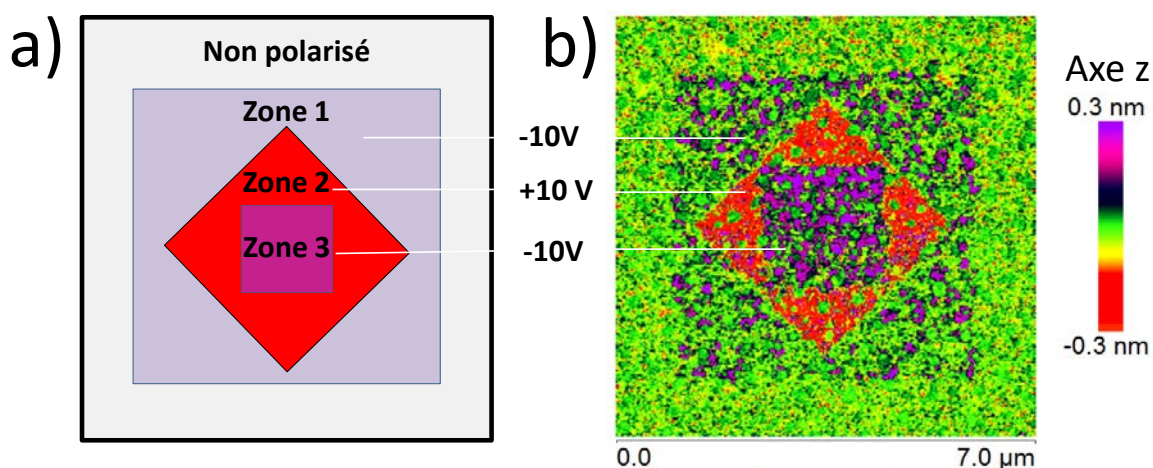 a)
Non polarisé
Zone 1
Zone 2
Zone 3
-10V
+10 V
-10V
b)
Axe z
0.3 nm
-0.3 nm
0.0
7.0 µm